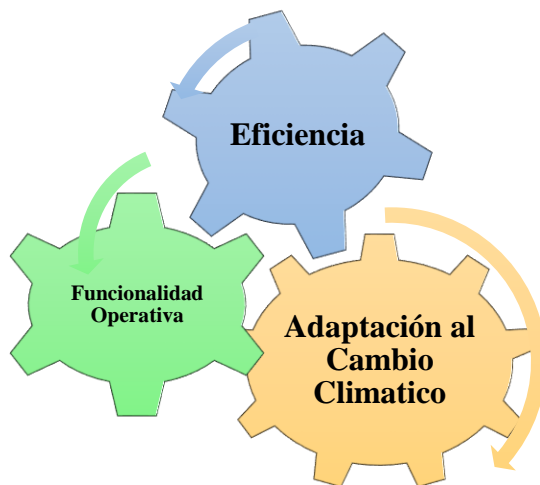 Eficiencia
Funcionalidad
Operativa
Adaptación al
Cambio
Climatico